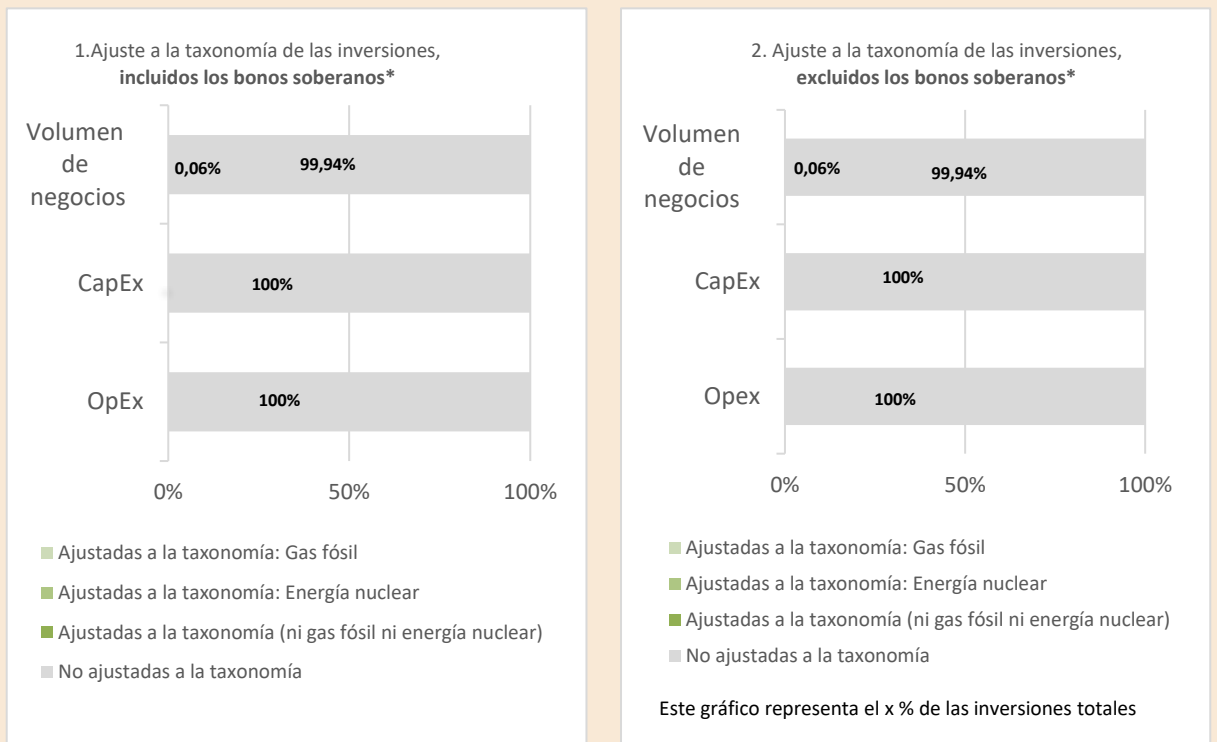 1.Ajuste a la taxonomía de las inversiones,
incluidos los bonos soberanos*
Volumen
de
negocios
0,06%
99,94%
CapEx
100%
OpEx
100%
0%
50%
100%
Ajustadas a la taxonomía: Gas fósil
Ajustadas a la taxonomía: Energía nuclear
Ajustadas a la taxonomía (ni gas fósil ni energía nuclear)
No ajustadas a la taxonomía
2. Ajuste a la taxonomía de las inversiones,
excluidos los bonos soberanos*
Volumen
de
negocios
0,06%
99,94%
CapEx
100%
Opex
100%
0%
50%
100%
Ajustadas a la taxonomía: Gas fósil
Ajustadas a la taxonomía: Energía nuclear
Ajustadas a la taxonomía (ni gas fósil ni energía nuclear)
No ajustadas a la taxonomía
Este gráfico representa el x % de las inversiones totales